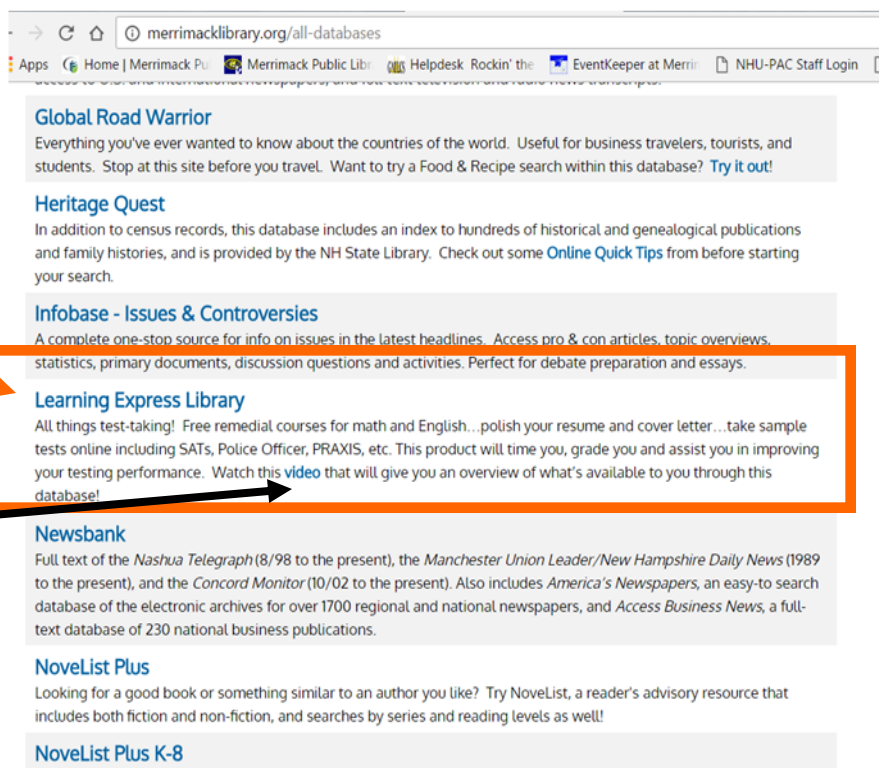 merrimacklibrary.org/all-databases
Apps Home | Merrimack Pu Merrimack Public Libr Helpdesk Rockin' the EventKeeper at Merrin NHU-PAC Staff Login
access to U.S. and international newspapers, and full text television and radio news transcripts.
Global Road Warrior
Everything you've ever wanted to know about the countries of the world. Useful for business travelers, tourists, and
students. Stop at this site before you travel. Want to try a Food & Recipe search within this database? Try it out!
Heritage Quest
In addition to census records, this database includes an index to hundreds of historical and genealogical publications
and family histories, and is provided by the NH State Library. Check out some Online Quick Tips from before starting
your search.
Infobase - Issues & Controversies
A complete one-stop source for info on issues in the latest headlines. Access pro & con articles, topic overviews,
statistics, primary documents, discussion questions and activities. Perfect for debate preparation and essays.
Learning Express Library
All things test-taking! Free remedial courses for math and English…polish your resume and cover letter…take sample
tests online including SATs, Police Officer, PRAXIS, etc. This product will time you, grade you and assist you in improving
your testing performance. Watch this video that will give you an overview of what's available to you through this
database!
Newsbank
Full text of the Nashua Telegraph (8/98 to the present), the Manchester Union Leader/New Hampshire Daily News (1989
to the present), and the Concord Monitor (10/02 to the present). Also includes America's Newspapers, an easy-to search
database of the electronic archives for over 1700 regional and national newspapers, and Access Business News, a full-
text database of 230 national business publications.
NoveList Plus
Looking for a good book or something similar to an author you like? Try NoveList, a reader's advisory resource that
includes both fiction and non-fiction, and searches by series and reading levels as well!
NoveList Plus K-8